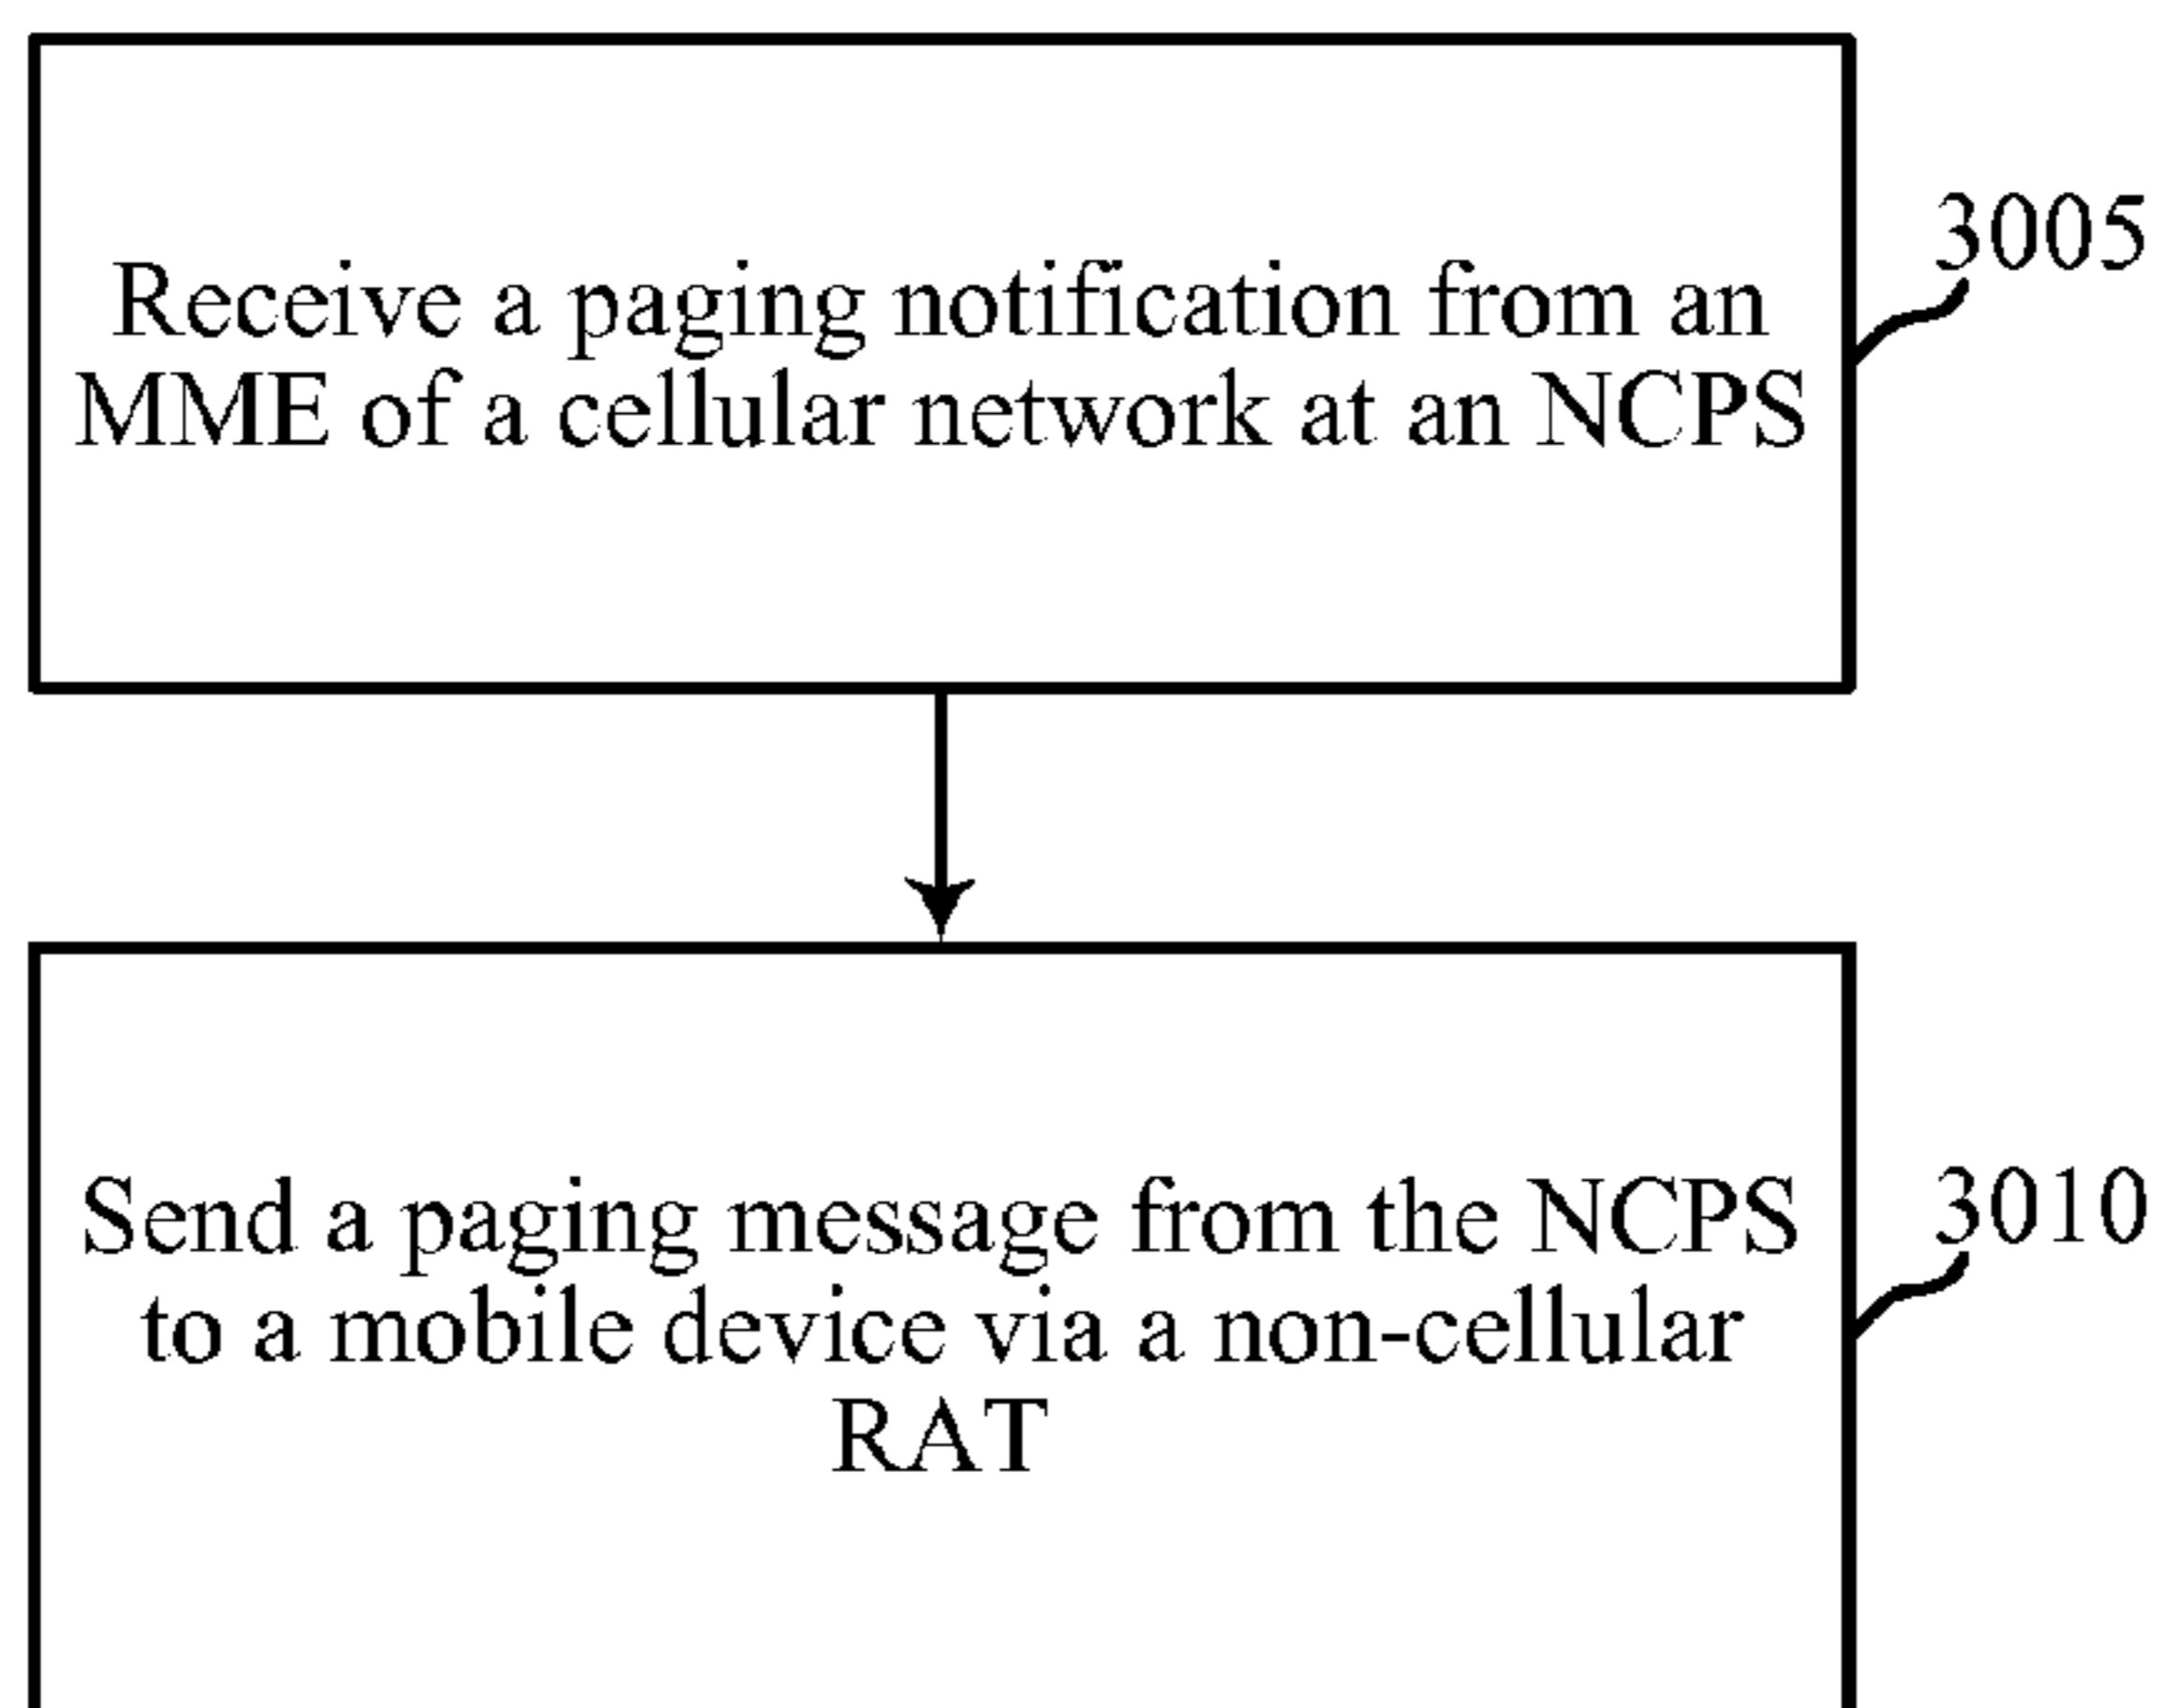 Receive a paging notification from an
MME of a cellular network at an NCPS
3005
Send a paging message from the NCPS
to a mobile device via a non-cellular
RAT
3010